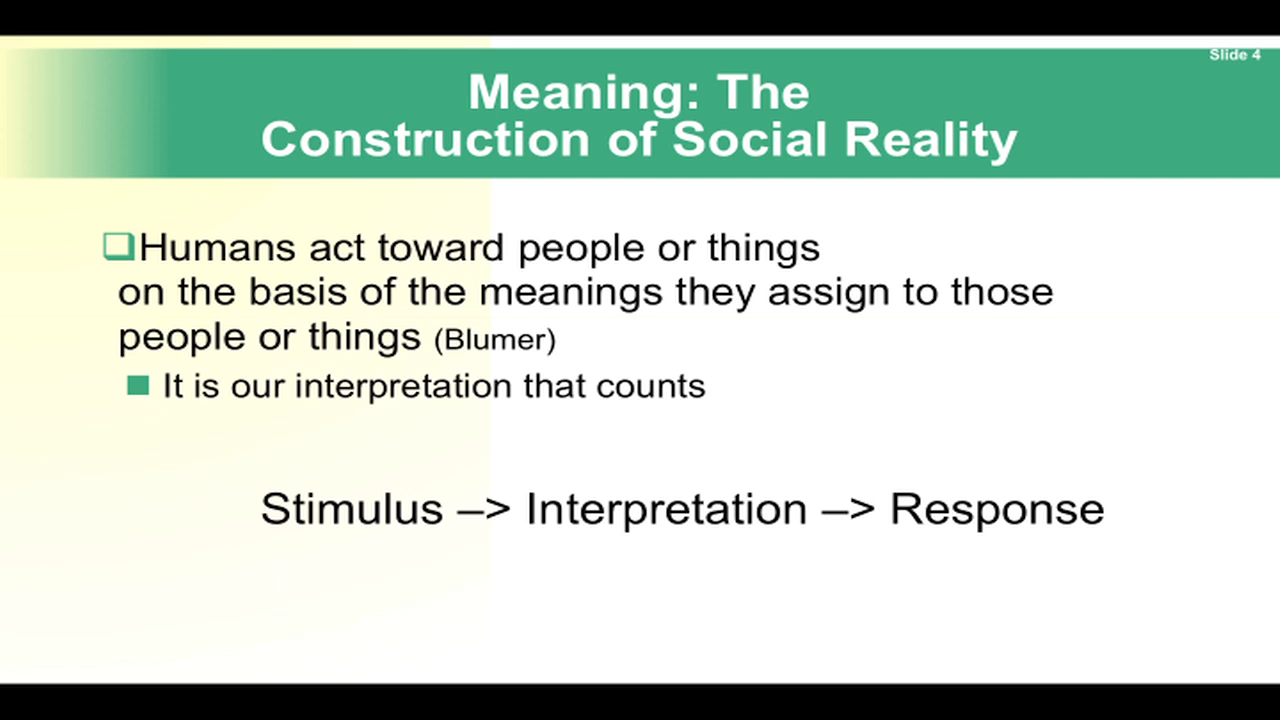 Slide 4
Meaning: The
Construction of Social Reality
Humans act toward people or things
on the basis of the meanings they assign to those
people or things (Blumer)
It is our interpretation that counts
Stimulus –> Interpretation –> Response